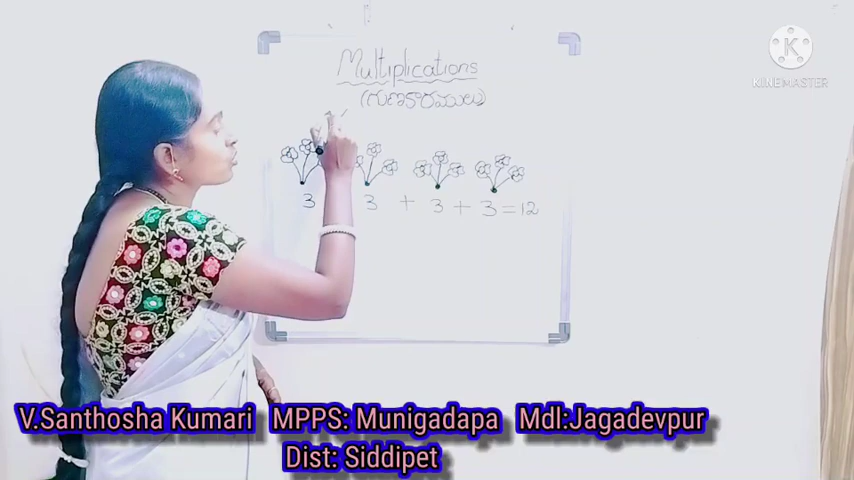 Multiplications
(గుణకారములు)
KINEMASTER
3 3 + 3 + 3 = 12
V.Santhosha Kumari MPPS: Munigadapa Mdl:Jagadevpur
Dist: Siddipet